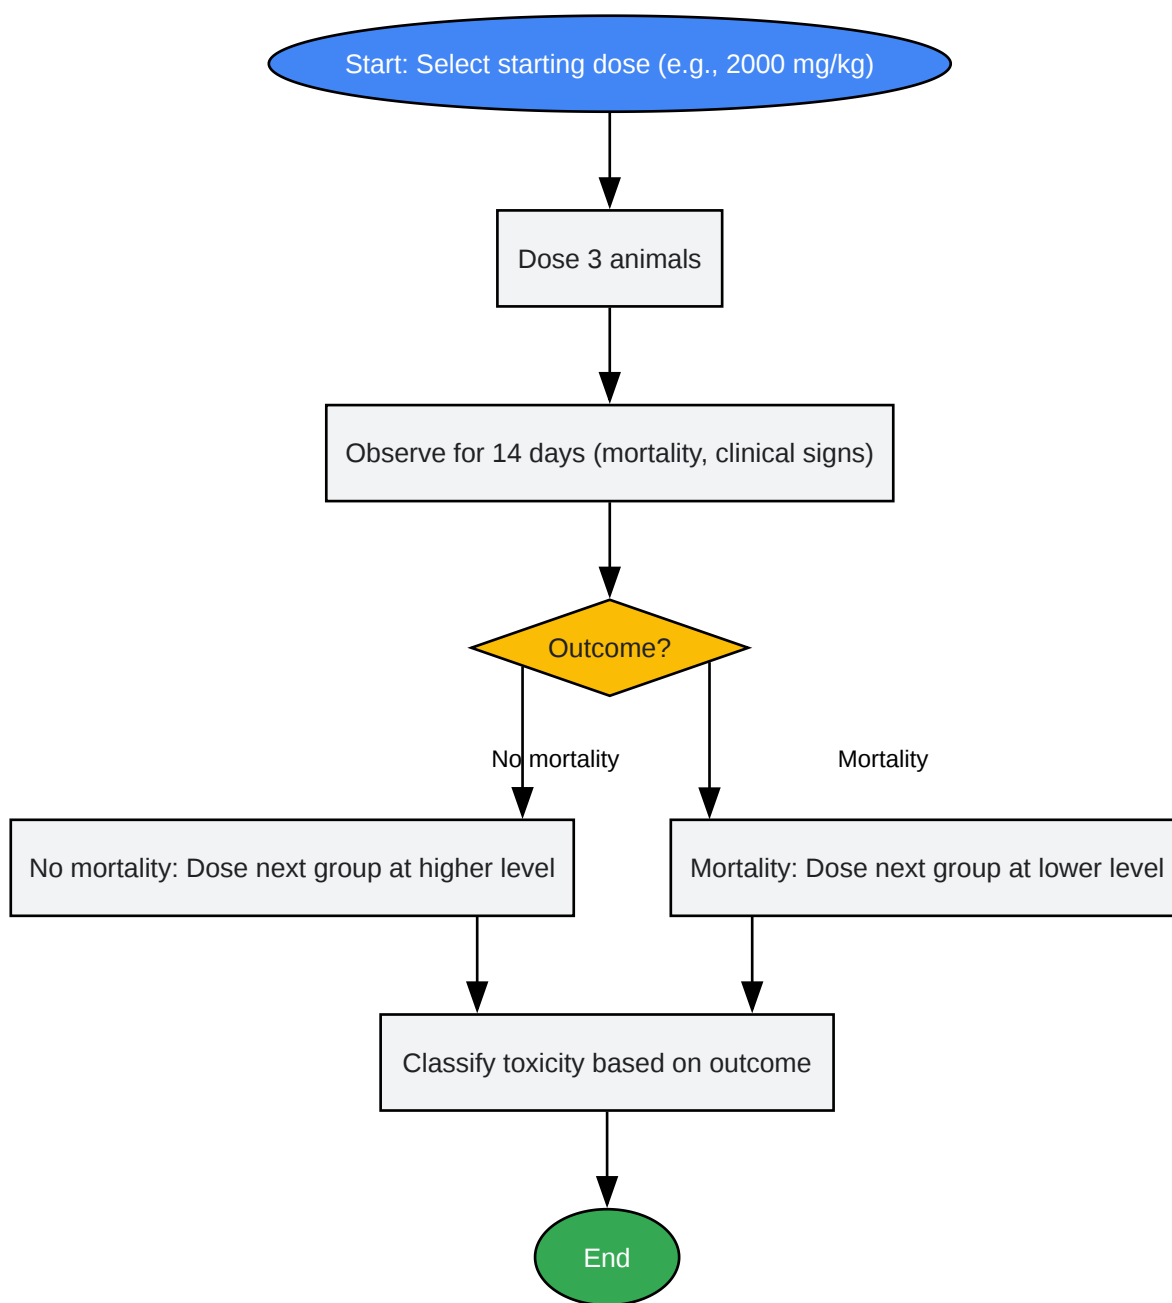 Start: Select starting dose (e.g., 2000 mg/kg)
Dose 3 animals
Observe for 14 days (mortality, clinical signs)
Outcome?
No mortality
Mortality
No mortality: Dose next group at higher level
Mortality: Dose next group at lower level
Classify toxicity based on outcome
End